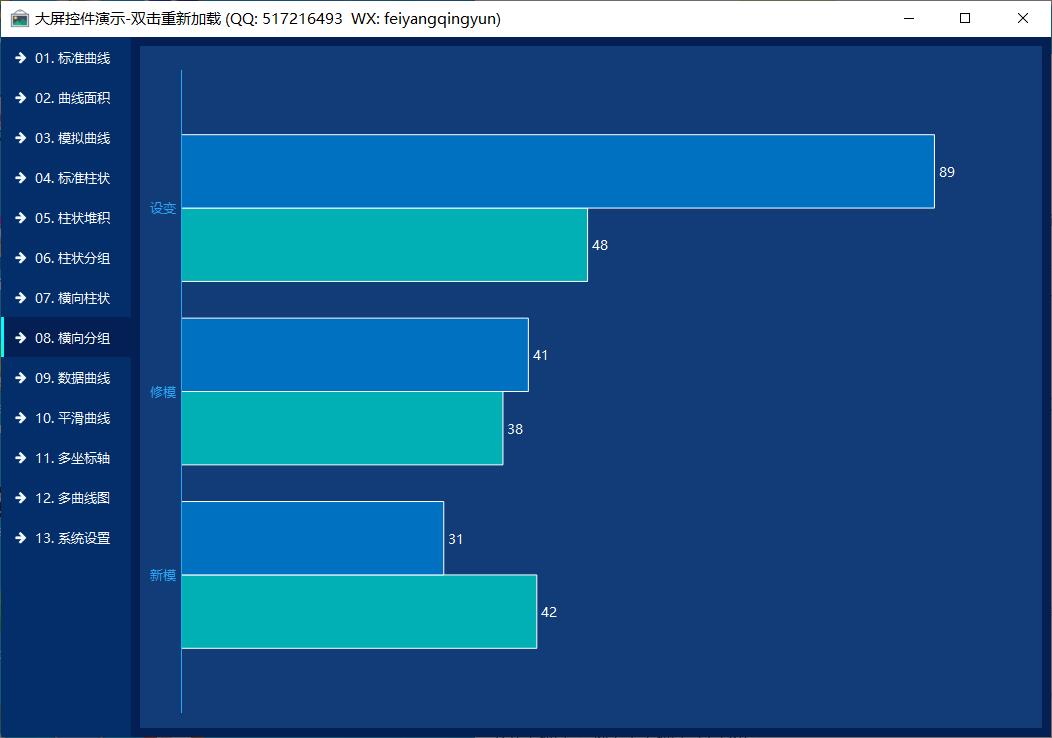 大屏控件演示-双击重新加载 (QQ: 517216493  WX: feiyangqingyun)
01. 标准曲线
02. 曲线面积
03. 模拟曲线
04. 标准柱状
05. 柱状堆积
06. 柱状分组
07. 横向柱状
08. 横向分组
09. 数据曲线
10. 平滑曲线
11. 多坐标轴
12. 多曲线图
13. 系统设置
设变
89
48
修模
41
38
新模
31
42